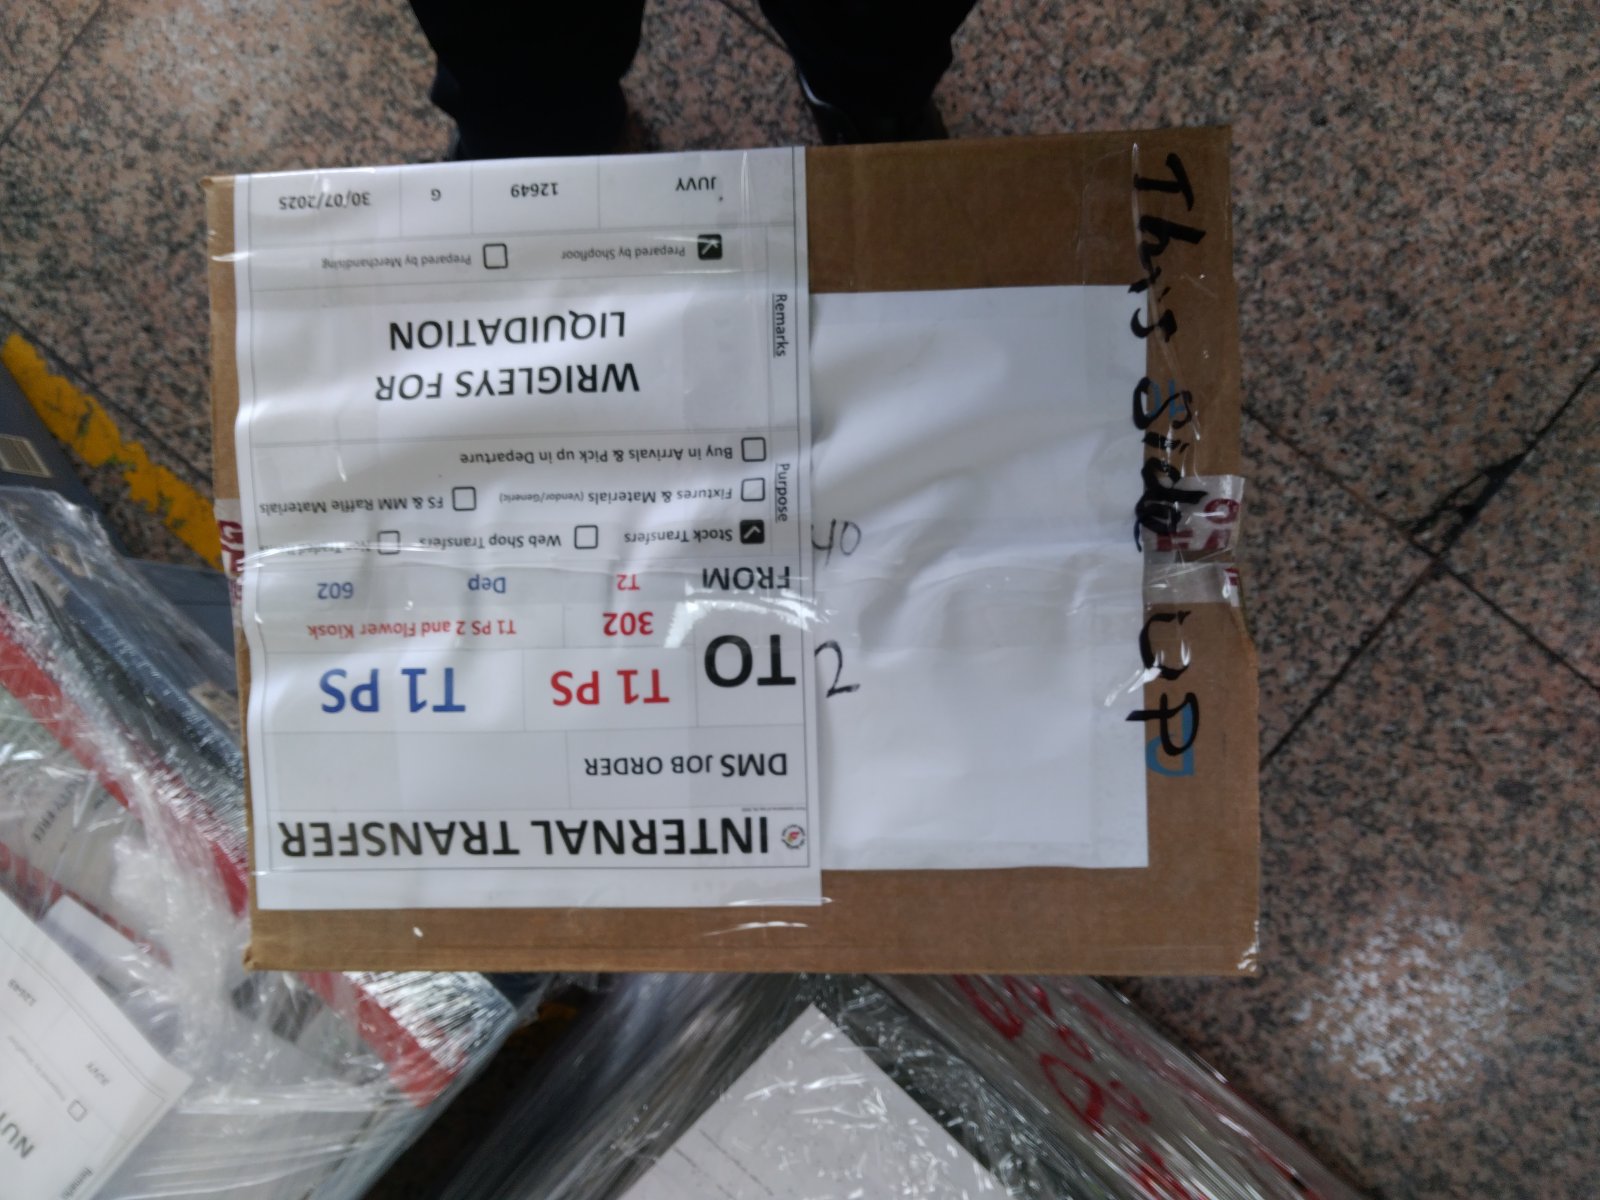 INTERNAL TRANSFER
DMS JOB ORDER
TO T1 PS T1 PS
302 T1 PS 2 and Flower Kiosk
FROM T2 Dep 602
Purpose
Stock Transfers Web Shop Transfers
Fixtures & Materials (Vendor/Generic) FS & MM Raffle Materials
Buy in Arrivals & Pick up in Departure
Remarks
WRIGLEYS FOR
LIQUIDATION
Prepared by Shopfloor Prepared by Merchandising
JUVY 12649 G 30/07/2025
This Side UP
40
2
12649
JUVY